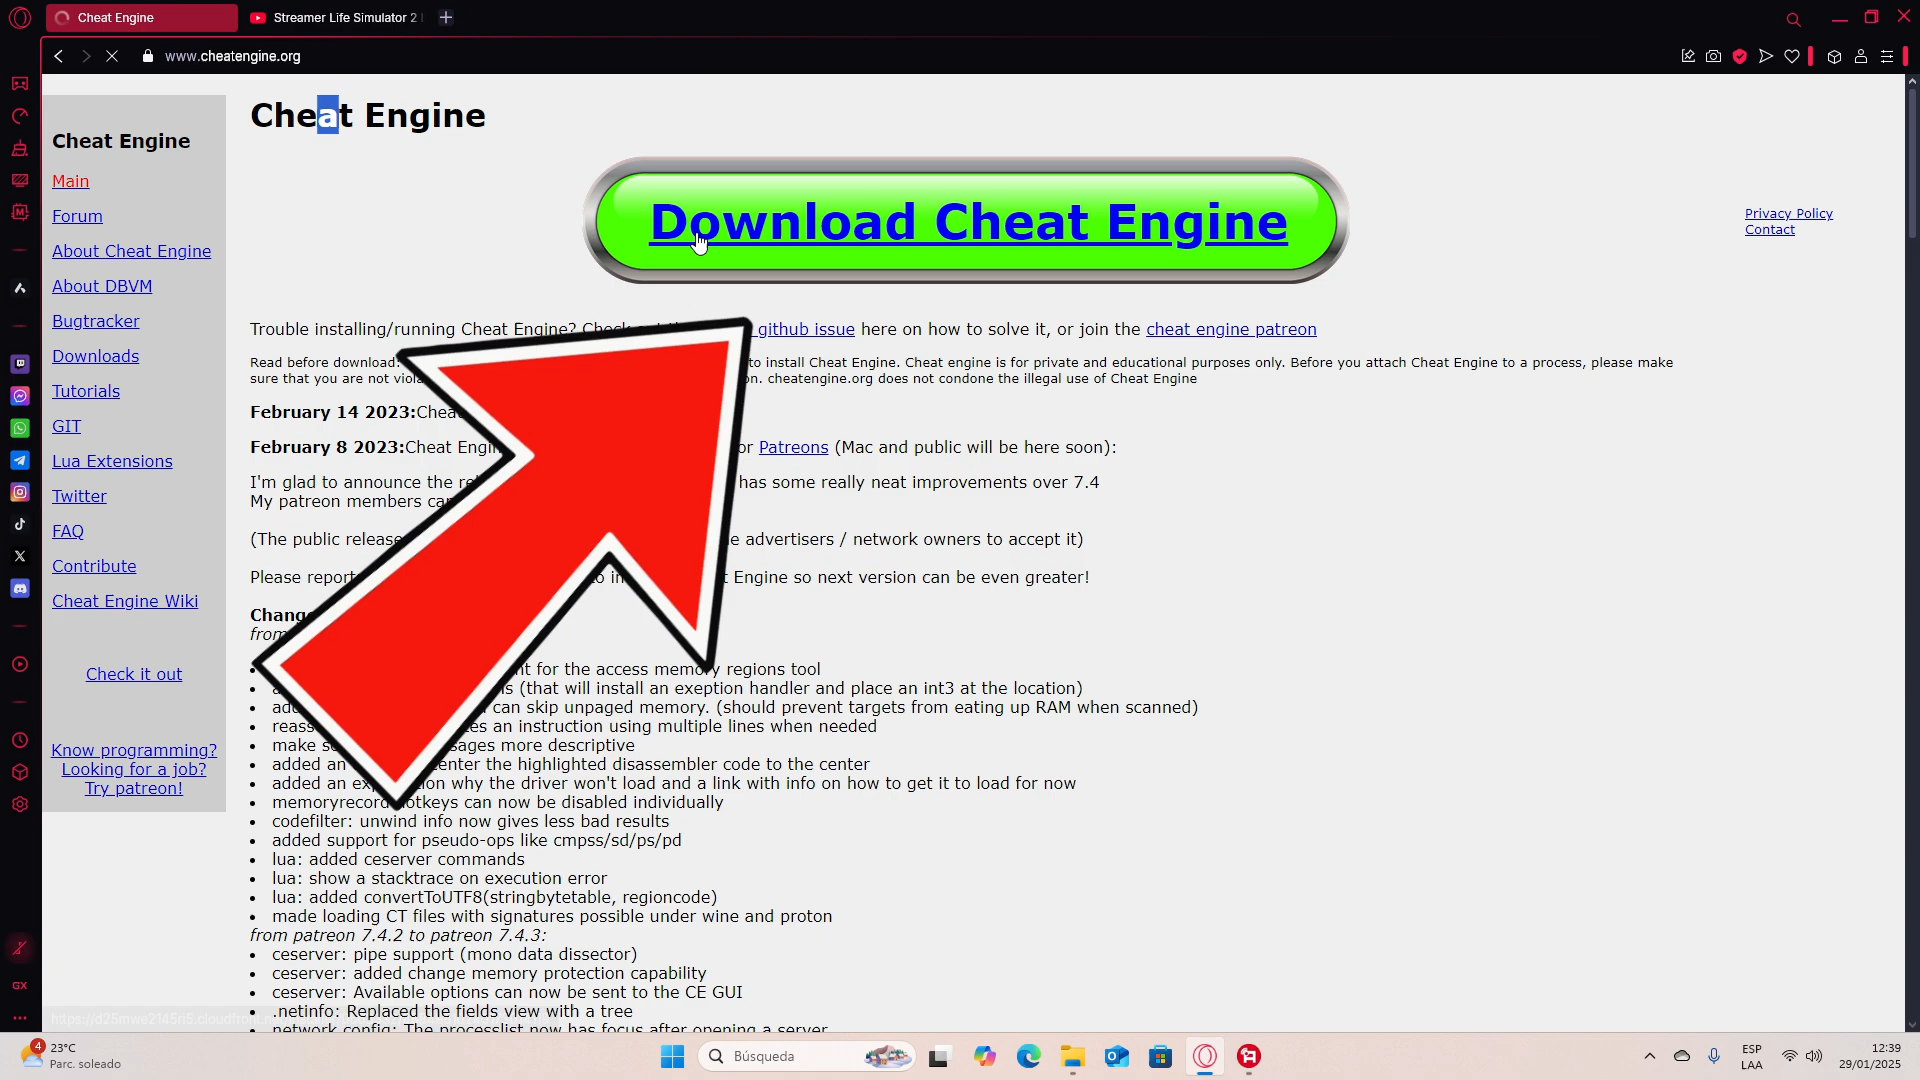 Cheat Engine
Streamer Life Simulator 2
www.cheatengine.org
Cheat Engine
Main
Forum
About Cheat Engine
About DBVM
Bugtracker
Downloads
Tutorials
GIT
Lua Extensions
Twitter
FAQ
Contribute
Cheat Engine Wiki
Check it out
Know programming?
Looking for a job?
Try patreon!
Cheat Engine
Download Cheat Engine
Privacy Policy
Contact
Trouble installing/running Cheat Engine? github issue here on how to solve it, or join the cheat engine patreon
Read before download: to install Cheat Engine. Cheat engine is for private and educational purposes only. Before you attach Cheat Engine to a process, please make
sure that you are not cheatengine.org does not condone the illegal use of Cheat Engine
February 14 2023:
February 8 2023:Cheat or Patreons (Mac and public will be here soon):
I'm glad to announce the has some really neat improvements over 7.4
My patreon members
(The public release advertisers / network owners to accept it)
Please report Engine so next version can be even greater!
from
for the access memory regions tool
(that will install an exeption handler and place an int3 at the location)
can skip unpaged memory. (should prevent targets from eating up RAM when scanned)
an instruction using multiple lines when needed
• make more descriptive
• added an the highlighted disassembler code to the center
• added an why the driver won't load and a link with info on how to get it to load for now
• memoryrecord can now be disabled individually
• codefilter: unwind info now gives less bad results
• added support for pseudo-ops like cmpss/sd/ps/pd
• lua: added ceserver commands
• lua: show a stacktrace on execution error
• lua: added convertToUTF8(stringbytetable, regioncode)
• made loading CT files with signatures possible under wine and proton
from patreon 7.4.2 to patreon 7.4.3:
• ceserver: pipe support (mono data dissector)
• ceserver: added change memory protection capability
• ceserver: Available options can now be sent to the CE GUI
• .netinfo: Replaced the fields view with a tree
• network config: The processlist now has focus after opening a server
GX
4
23°C
Parc. soleado
Búsqueda
ESP
LAA
12:39
29/01/2025